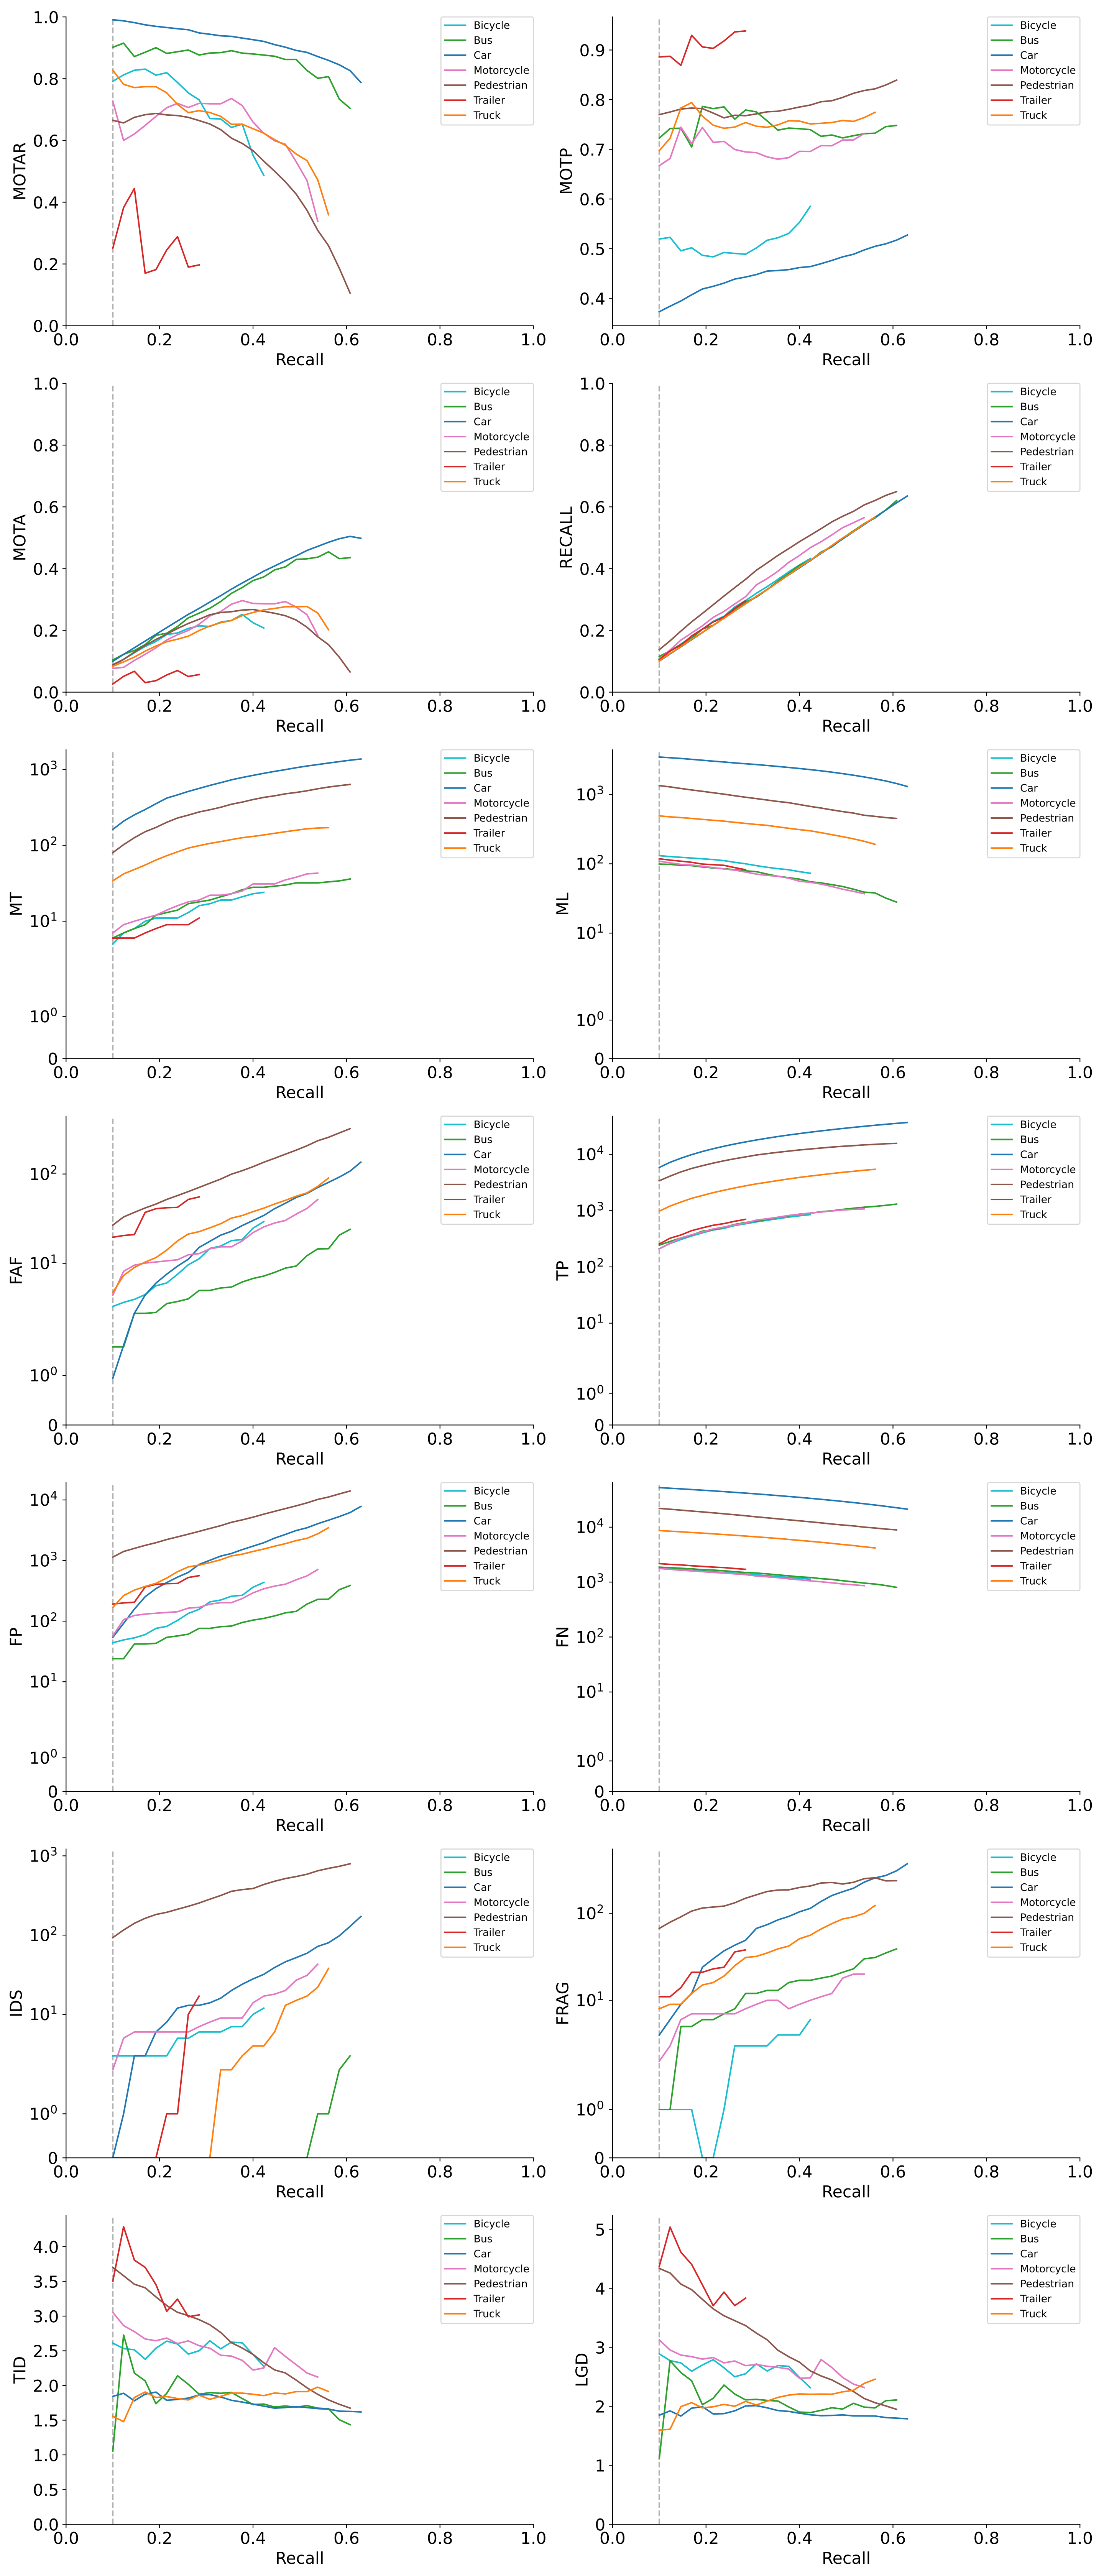 1.0
0.8
0.6
0.4
0.2
0.0
MOTAR
Bicycle
Bus
Car
Motorcycle
Pedestrian
Trailer
Truck
0.0 0.2 0.4 0.6 0.8 1.0
Recall
0.9
0.8
0.7
0.6
0.5
0.4
MOTP
Bicycle
Bus
Car
Motorcycle
Pedestrian
Trailer
Truck
0.0 0.2 0.4 0.6 0.8 1.0
Recall
1.0
0.8
0.6
0.4
0.2
0.0
MOTA
Bicycle
Bus
Car
Motorcycle
Pedestrian
Trailer
Truck
0.0 0.2 0.4 0.6 0.8 1.0
Recall
1.0
0.8
0.6
0.4
0.2
0.0
RECALL
Bicycle
Bus
Car
Motorcycle
Pedestrian
Trailer
Truck
0.0 0.2 0.4 0.6 0.8 1.0
Recall
10³
10²
10¹
10⁰
0
MT
Bicycle
Bus
Car
Motorcycle
Pedestrian
Trailer
Truck
0.0 0.2 0.4 0.6 0.8 1.0
Recall
10³
10²
10¹
10⁰
0
ML
Bicycle
Bus
Car
Motorcycle
Pedestrian
Trailer
Truck
0.0 0.2 0.4 0.6 0.8 1.0
Recall
10²
10¹
10⁰
0
FAF
Bicycle
Bus
Car
Motorcycle
Pedestrian
Trailer
Truck
0.0 0.2 0.4 0.6 0.8 1.0
Recall
10⁴
10³
10²
10¹
10⁰
0
TP
Bicycle
Bus
Car
Motorcycle
Pedestrian
Trailer
Truck
0.0 0.2 0.4 0.6 0.8 1.0
Recall
10⁴
10³
10²
10¹
10⁰
0
FP
Bicycle
Bus
Car
Motorcycle
Pedestrian
Trailer
Truck
0.0 0.2 0.4 0.6 0.8 1.0
Recall
10⁴
10³
10²
10¹
10⁰
0
FN
Bicycle
Bus
Car
Motorcycle
Pedestrian
Trailer
Truck
0.0 0.2 0.4 0.6 0.8 1.0
Recall
10³
10²
10¹
10⁰
0
IDS
Bicycle
Bus
Car
Motorcycle
Pedestrian
Trailer
Truck
0.0 0.2 0.4 0.6 0.8 1.0
Recall
10²
10¹
10⁰
0
FRAG
Bicycle
Bus
Car
Motorcycle
Pedestrian
Trailer
Truck
0.0 0.2 0.4 0.6 0.8 1.0
Recall
4.0
3.5
3.0
2.5
2.0
1.5
1.0
0.5
0.0
TID
Bicycle
Bus
Car
Motorcycle
Pedestrian
Trailer
Truck
0.0 0.2 0.4 0.6 0.8 1.0
Recall
5
4
3
2
1
0
LGD
Bicycle
Bus
Car
Motorcycle
Pedestrian
Trailer
Truck
0.0 0.2 0.4 0.6 0.8 1.0
Recall